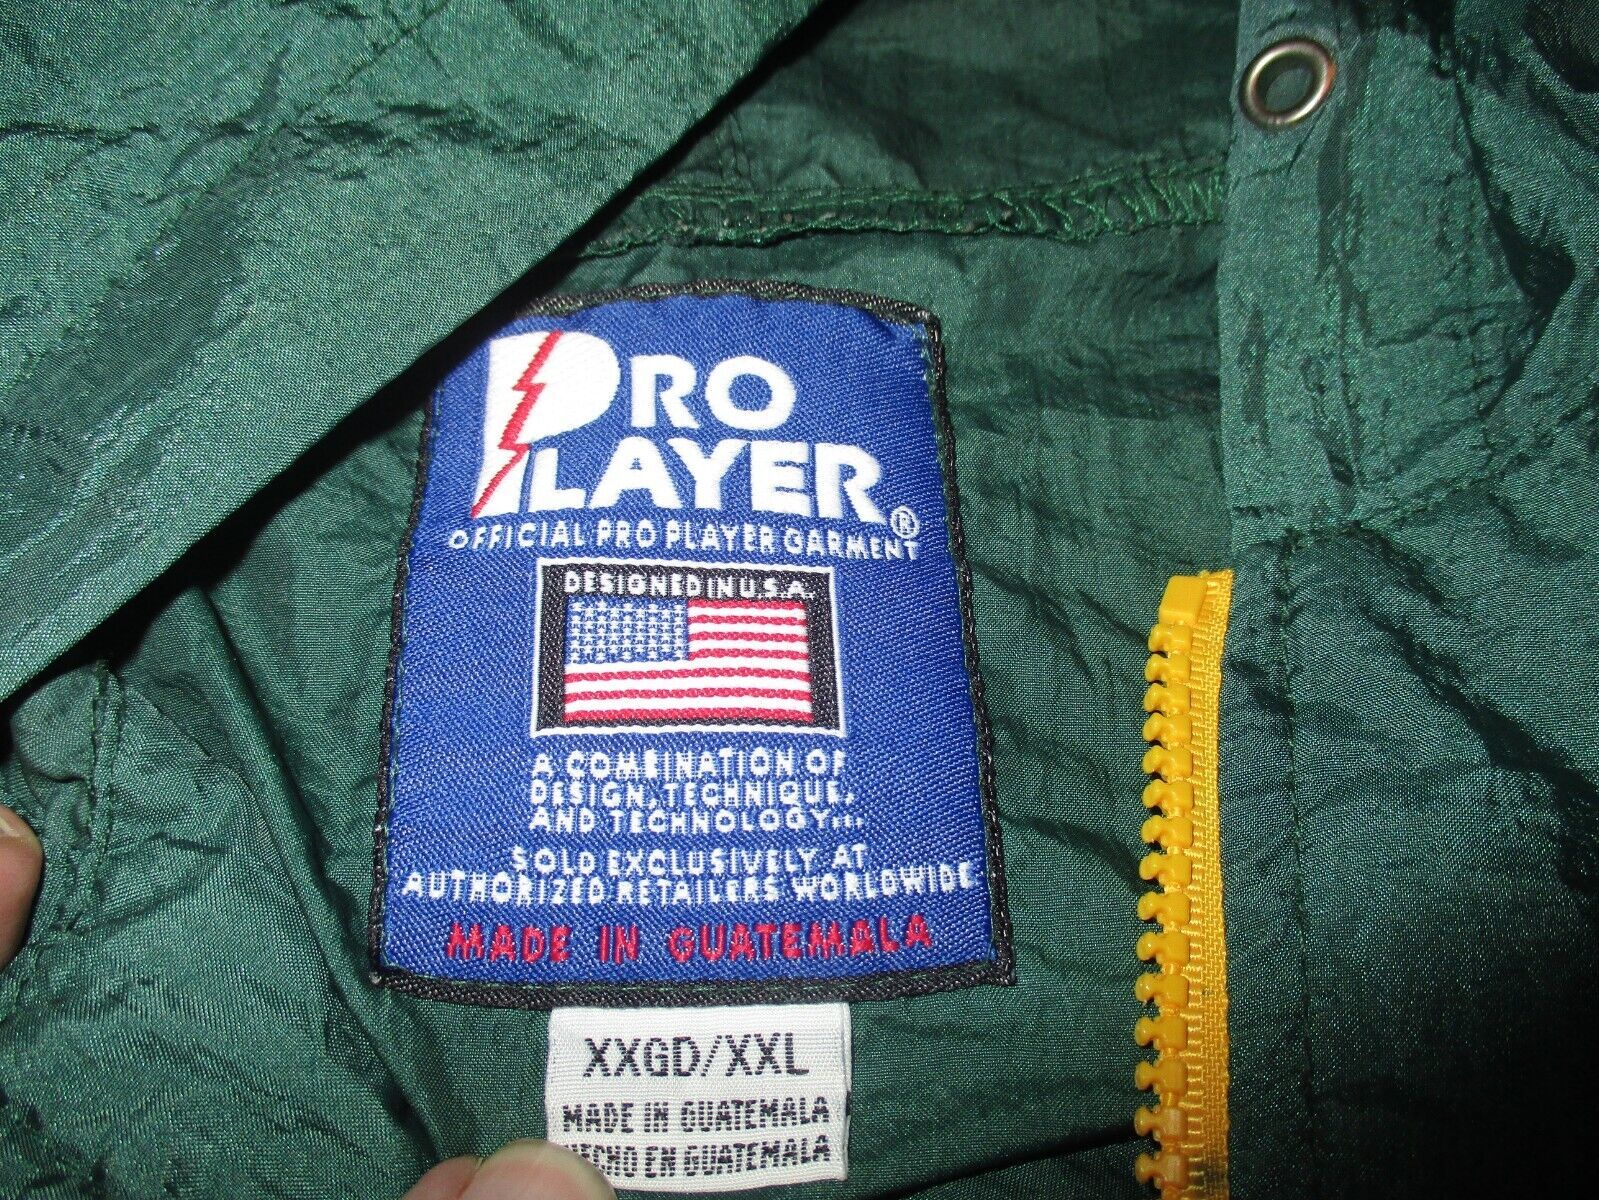 PRO
PLAYER®
OFFICIAL PRO PLAYER GARMENT
DESIGNED IN U.S.A.
A COMBINATION OF
DESIGN, TECHNIQUE,
AND TECHNOLOGY...
SOLD EXCLUSIVELY AT
AUTHORIZED RETAILERS WORLDWIDE
MADE IN GUATEMALA
XXGD/XXL
MADE IN GUATEMALA
HECHO EN GUATEMALA